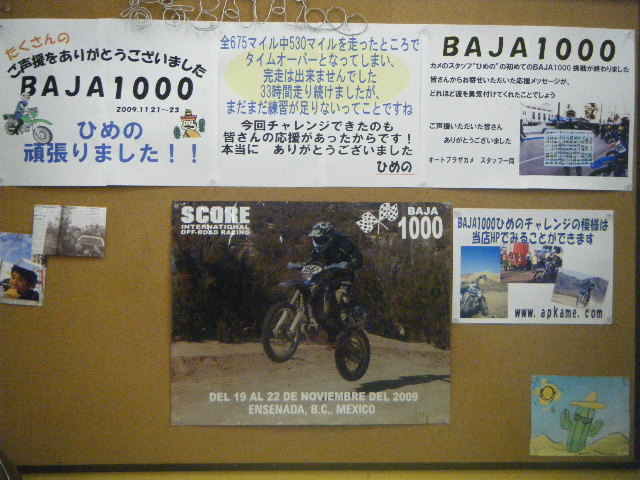 たくさんの
ご声援をありがとうございました
BAJA1000
2009.11.21～23
ひめの
頑張りました！！
全675マイル中530マイルを走ったところで
タイムオーバーとなってしまい、
完走は出来ませんでした
33時間走り続けましたが、
まだまだ練習が足りないってことですね
今回チャレンジできたのも
皆さんの応援があったからです！
本当に ありがとうございました
ひめの
BAJA1000
カメのスタッフ“ひめの”の初めてのBAJA1000 挑戦が終わりました
皆さんからお寄せいただいた応援メッセージが、
どれほど彼を勇気付けてくれたことでしょう
ご声援いただいた皆さん
ありがとうございました
オートプラザカメ スタッフ一同
SCORE
INTERNATIONAL
OFF-ROAD RACING
BAJA
1000
DEL 19 AL 22 DE NOVIEMBRE DEL 2009
ENSENADA, B.C., MEXICO
BAJA1000ひめのチャレンジの模様は
当店HPでみることができます
www.apkame.com